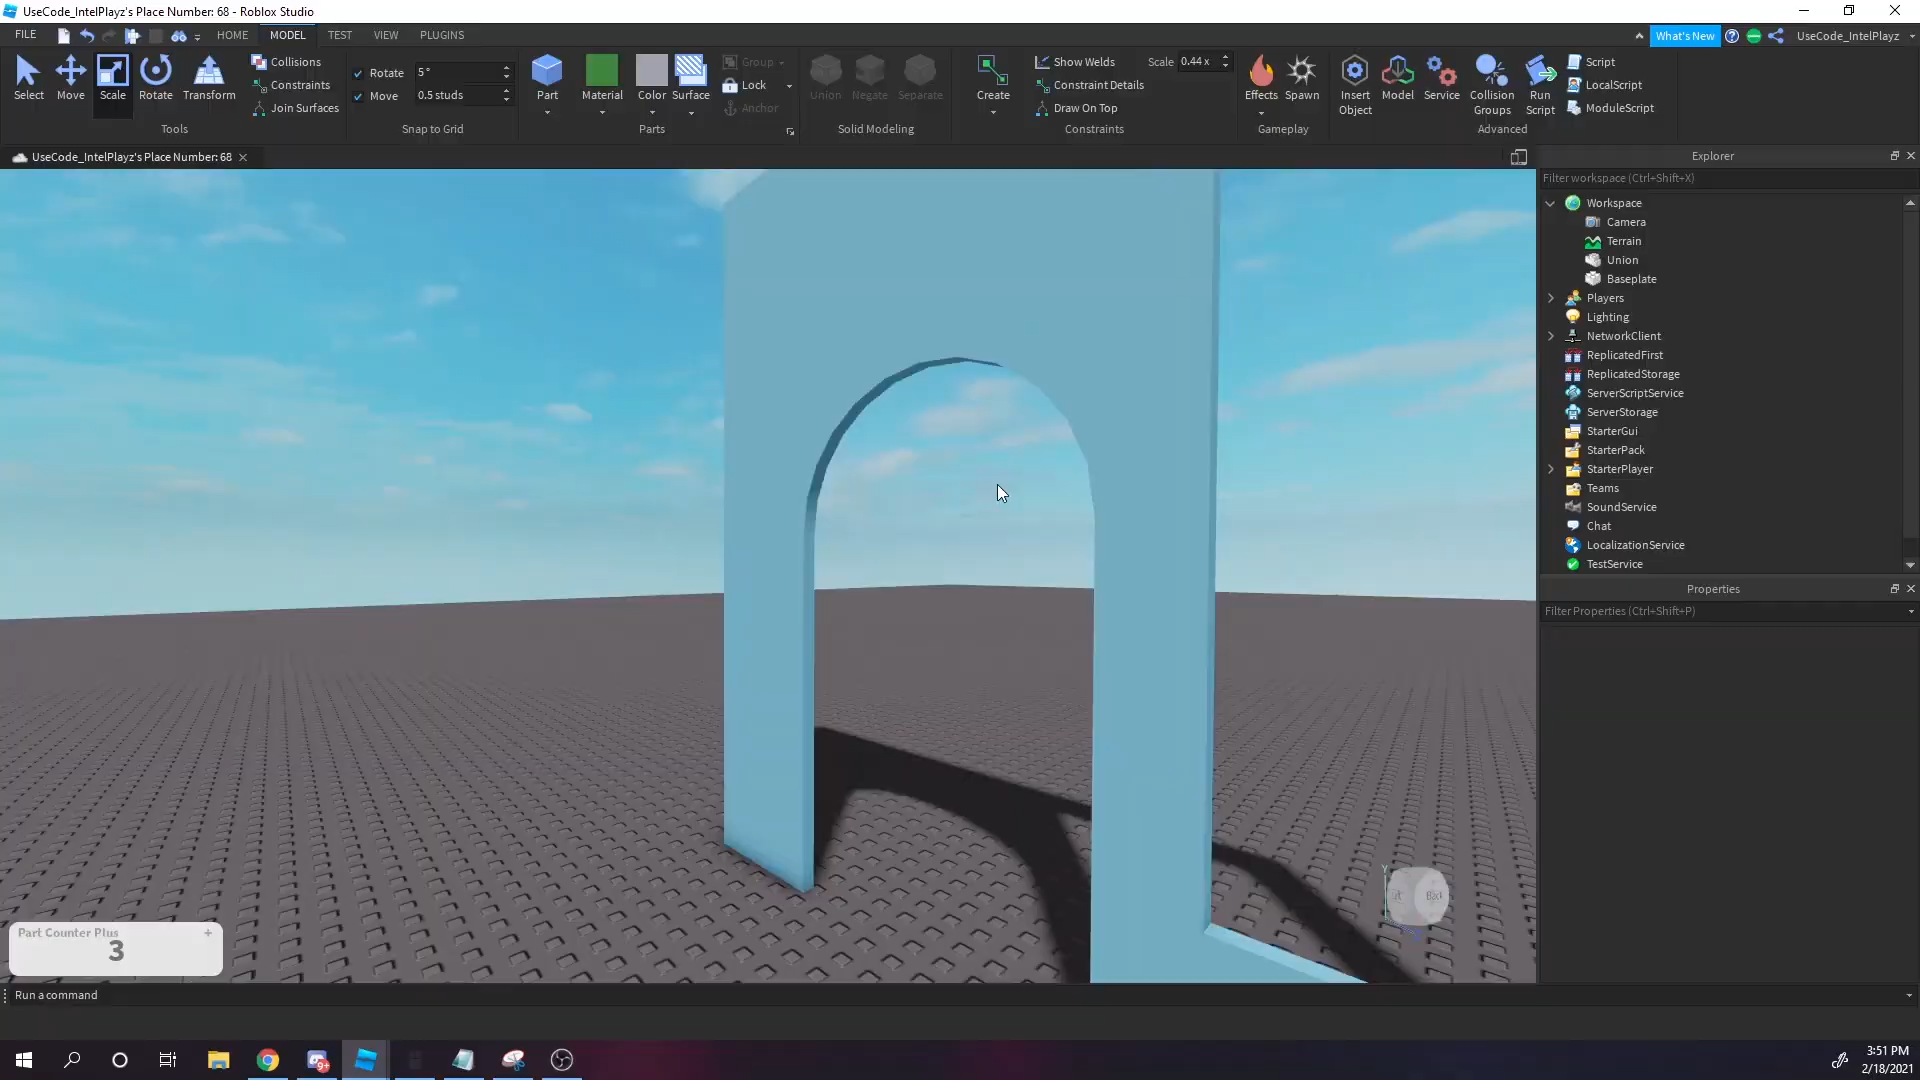 UseCode_IntelPlayz's Place Number: 68 - Roblox Studio
FILE HOME MODEL TEST VIEW PLUGINS What's New UseCode_IntelPlayz
Select Move Scale Rotate Transform
Tools
Collisions
Constraints
Join Surfaces
Rotate 5°
Move 0.5 studs
Snap to Grid
Part Material Color Surface
Group
Lock
Anchor
Parts
Union Negate Separate
Solid Modeling
Create
Show Welds
Constraint Details
Draw On Top
Scale 0.44 x
Constraints
Effects Spawn
Gameplay
Insert Object
Model
Service
Collision Groups
Run Script
Script
LocalScript
ModuleScript
Advanced
UseCode_IntelPlayz's Place Number: 68
Explorer
Filter workspace (Ctrl+Shift+X)
Workspace
Camera
Terrain
Union
Baseplate
Players
Lighting
NetworkClient
ReplicatedFirst
ReplicatedStorage
ServerScriptService
ServerStorage
StarterGui
StarterPack
StarterPlayer
Teams
SoundService
Chat
LocalizationService
TestService
Properties
Filter Properties (Ctrl+Shift+P)
Y
Back
Part Counter Plus +
3
Run a command
9+
3:51 PM
2/18/2021